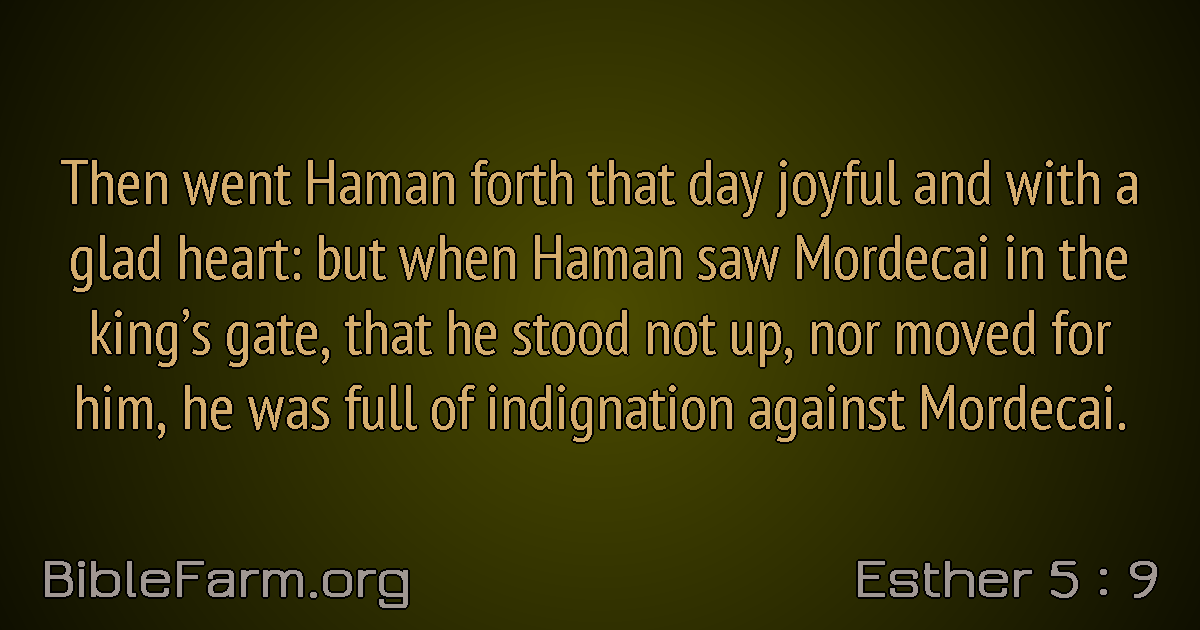 Then went Haman forth that day joyful and with a
glad heart: but when Haman saw Mordecai in the
king’s gate, that he stood not up, nor moved for
him, he was full of indignation against Mordecai.
BibleFarm.org
Esther 5 : 9